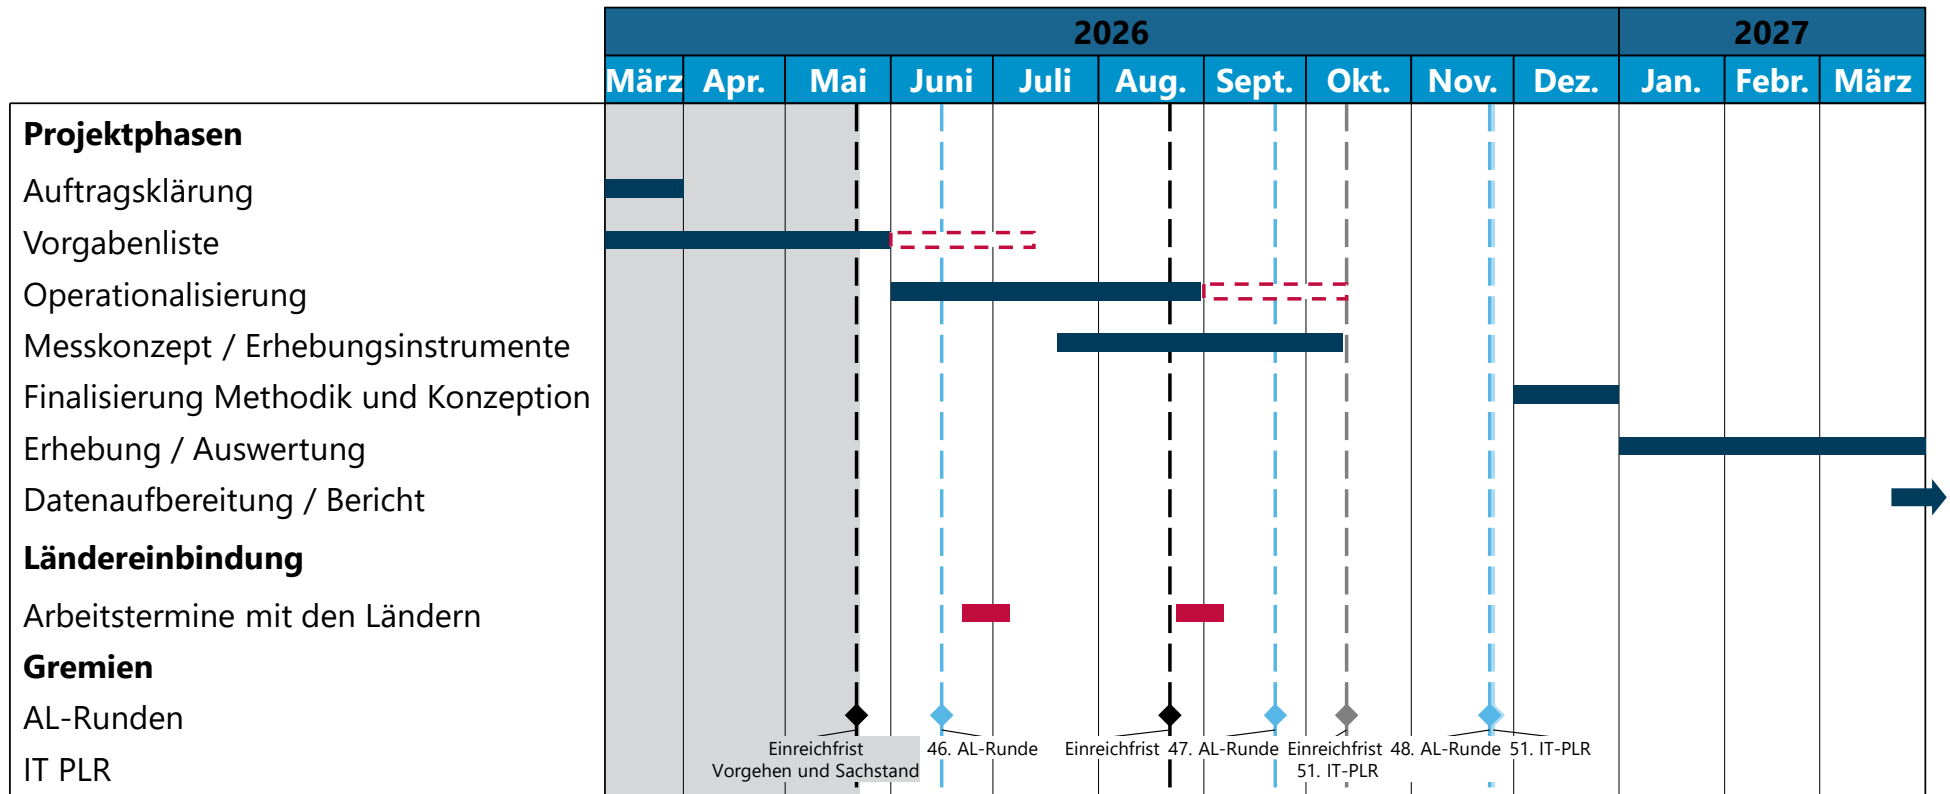 2026 2027
März Apr. Mai Juni Juli Aug. Sept. Okt. Nov. Dez. Jan. Febr. März
Projektphasen
Auftragsklärung
Vorgabenliste
Operationalisierung
Messkonzept / Erhebungsinstrumente
Finalisierung Methodik und Konzeption
Erhebung / Auswertung
Datenaufbereitung / Bericht
Ländereinbindung
Arbeitstermine mit den Ländern
Gremien
AL-Runden
IT PLR
Einreichfrist
Vorgehen und Sachstand
46. AL-Runde
Einreichfrist
47. AL-Runde
Einreichfrist
51. IT-PLR
48. AL-Runde
51. IT-PLR